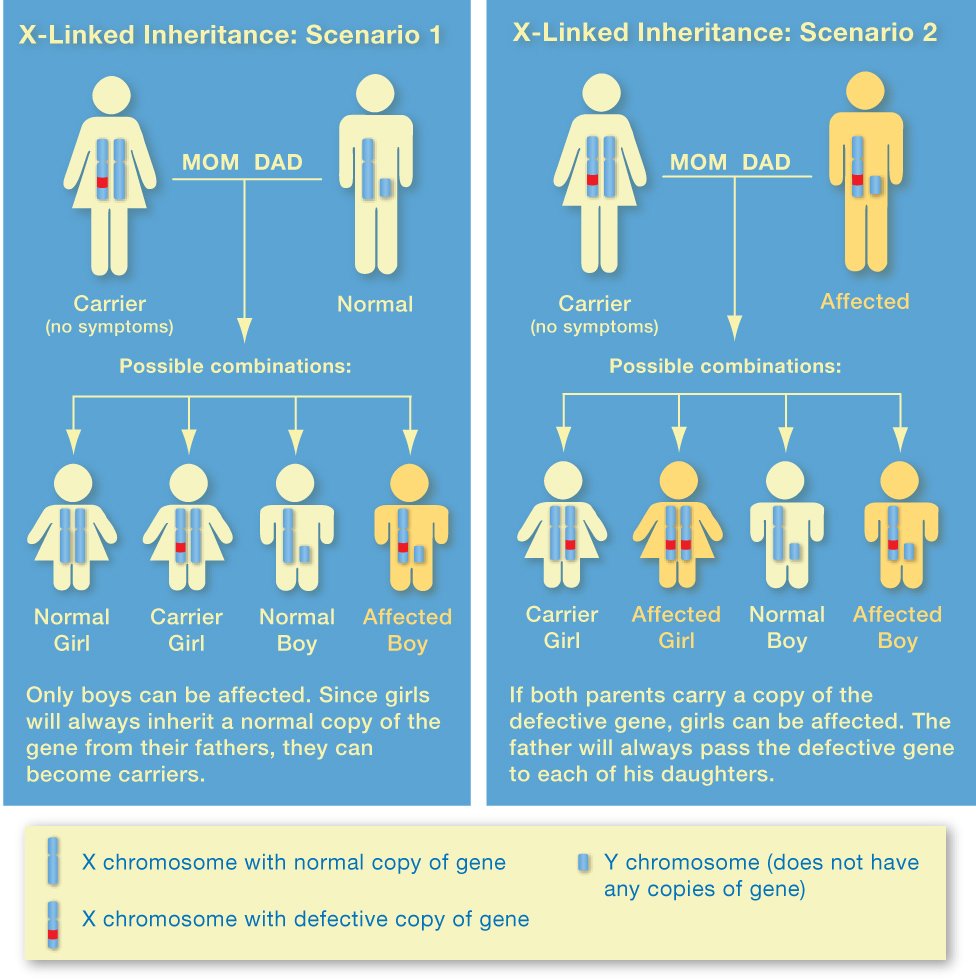 X-Linked Inheritance: Scenario 1
MOM DAD
Carrier
(no symptoms)
Normal
Possible combinations:
Normal
Girl
Carrier
Girl
Normal
Boy
Affected
Boy
Only boys can be affected. Since girls
will always inherit a normal copy of the
gene from their fathers, they can
become carriers.
X-Linked Inheritance: Scenario 2
MOM DAD
Carrier
(no symptoms)
Affected
Possible combinations:
Carrier
Girl
Affected
Girl
Normal
Boy
Affected
Boy
If both parents carry a copy of the
defective gene, girls can be affected. The
father will always pass the defective gene
to each of his daughters.
X chromosome with normal copy of gene
X chromosome with defective copy of gene
Y chromosome (does not have
any copies of gene)